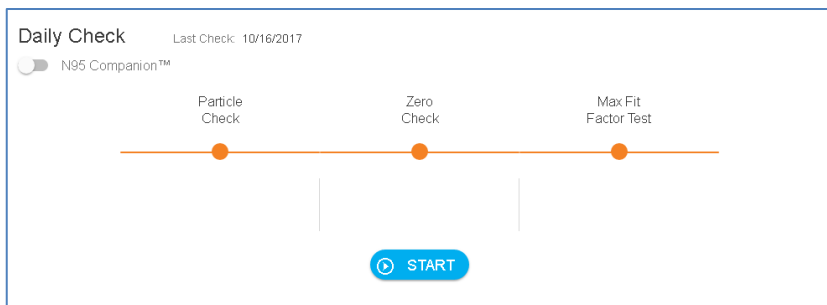 Daily Check
Last Check: 10/16/2017
N95 Companion™
Particle
Check
Zero
Check
Max Fit
Factor Test
START